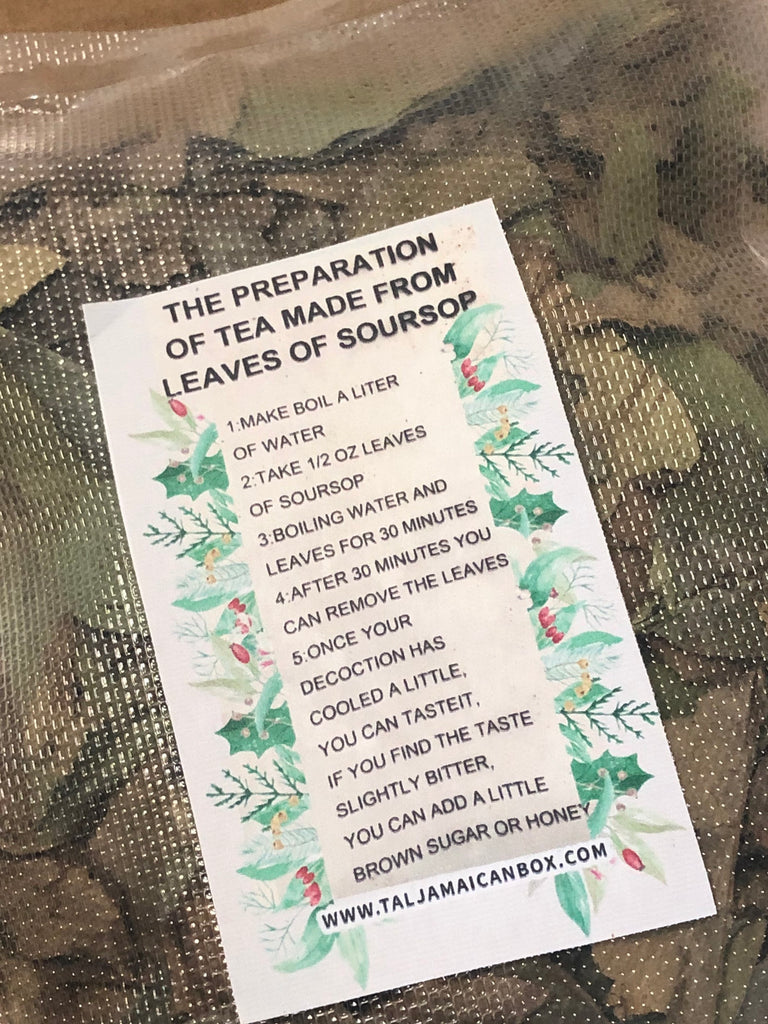 THE PREPARATION
OF TEA MADE FROM
LEAVES OF SOURSOP
1:MAKE BOIL A LITER
OF WATER
2:TAKE 1/2 OZ LEAVES
OF SOURSOP
3:BOILING WATER AND
LEAVES FOR 30 MINUTES
4:AFTER 30 MINUTES YOU
CAN REMOVE THE LEAVES
5:ONCE YOUR
DECOCTION HAS
COOLED A LITTLE,
YOU CAN TASTEIT,
IF YOU FIND THE TASTE
SLIGHTLY BITTER,
YOU CAN ADD A LITTLE
BROWN SUGAR OR HONEY
WWW.TALJAMAICANBOX.COM